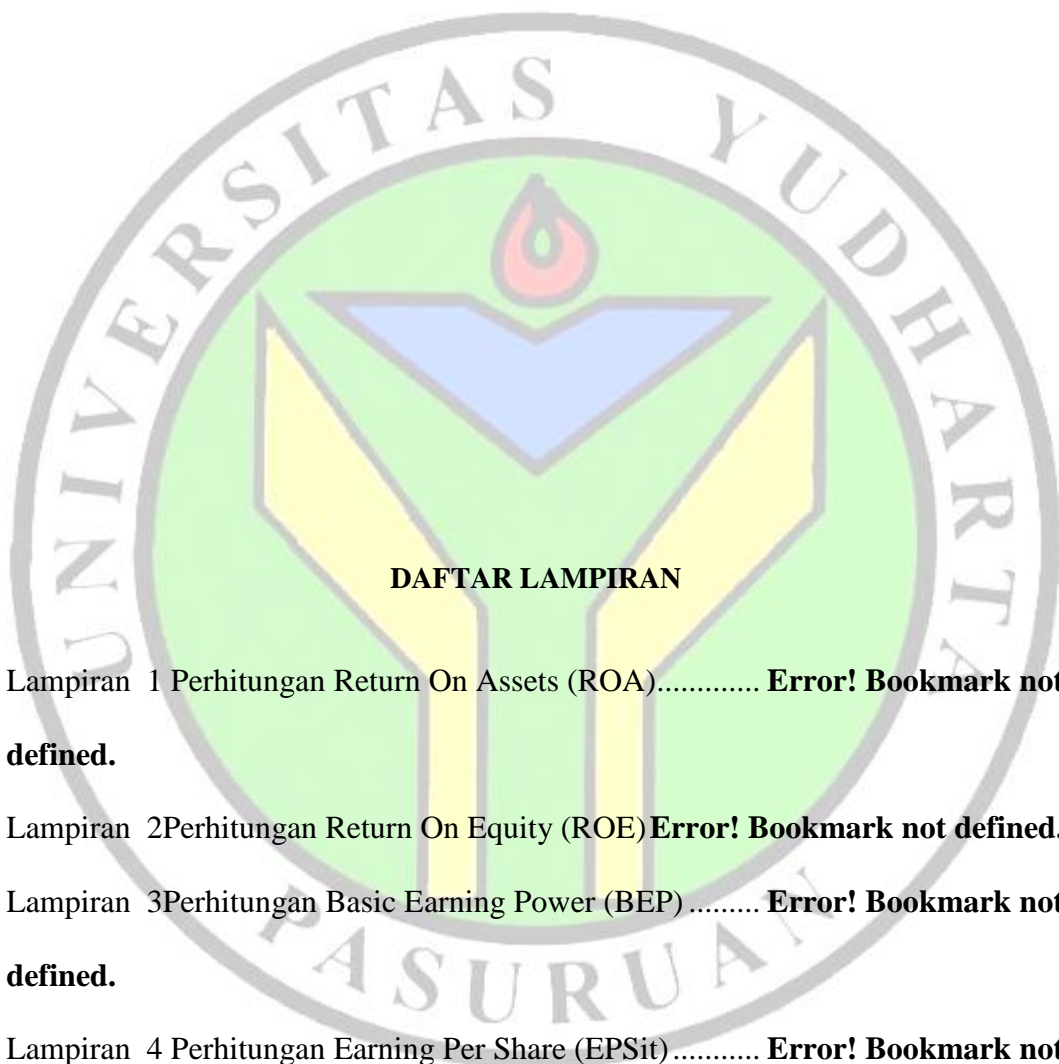 UNIVERSITAS YUDHARTA
PASURUAN
DAFTAR LAMPIRAN
Lampiran  1 Perhitungan Return On Assets (ROA)............. Error! Bookmark not
defined.
Lampiran  2Perhitungan Return On Equity (ROE) Error! Bookmark not defined.
Lampiran  3Perhitungan Basic Earning Power (BEP) ......... Error! Bookmark not
defined.
Lampiran  4 Perhitungan Earning Per Share (EPSit) ........... Error! Bookmark not